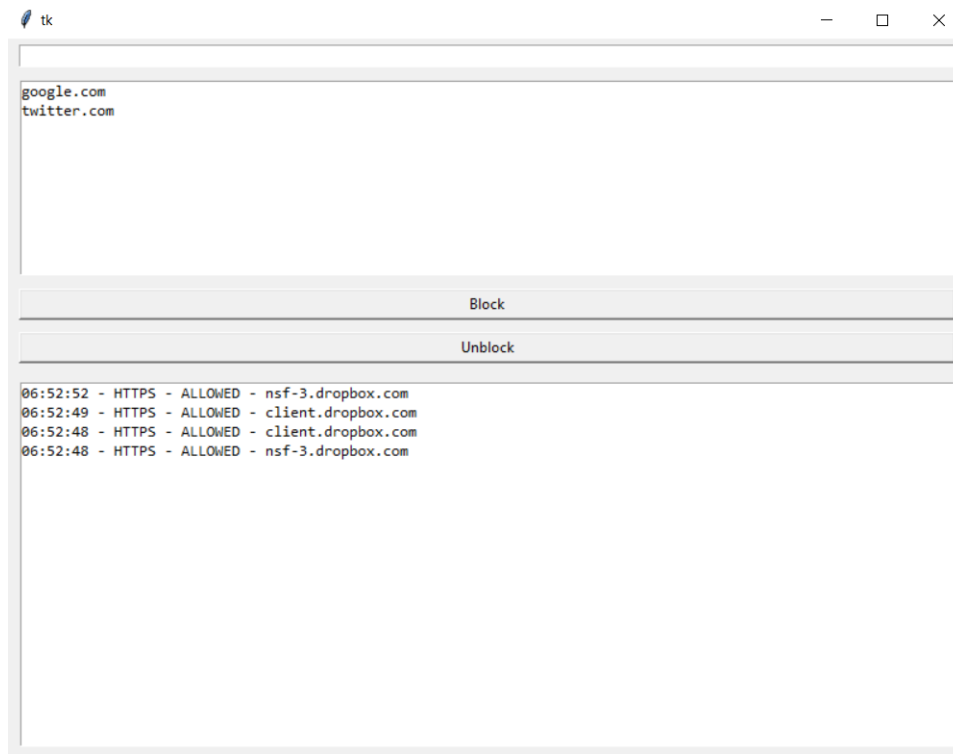 tk
google.com
twitter.com
Block
Unblock
06:52:52 - HTTPS - ALLOWED - nsf-3.dropbox.com
06:52:49 - HTTPS - ALLOWED - client.dropbox.com
06:52:48 - HTTPS - ALLOWED - client.dropbox.com
06:52:48 - HTTPS - ALLOWED - nsf-3.dropbox.com